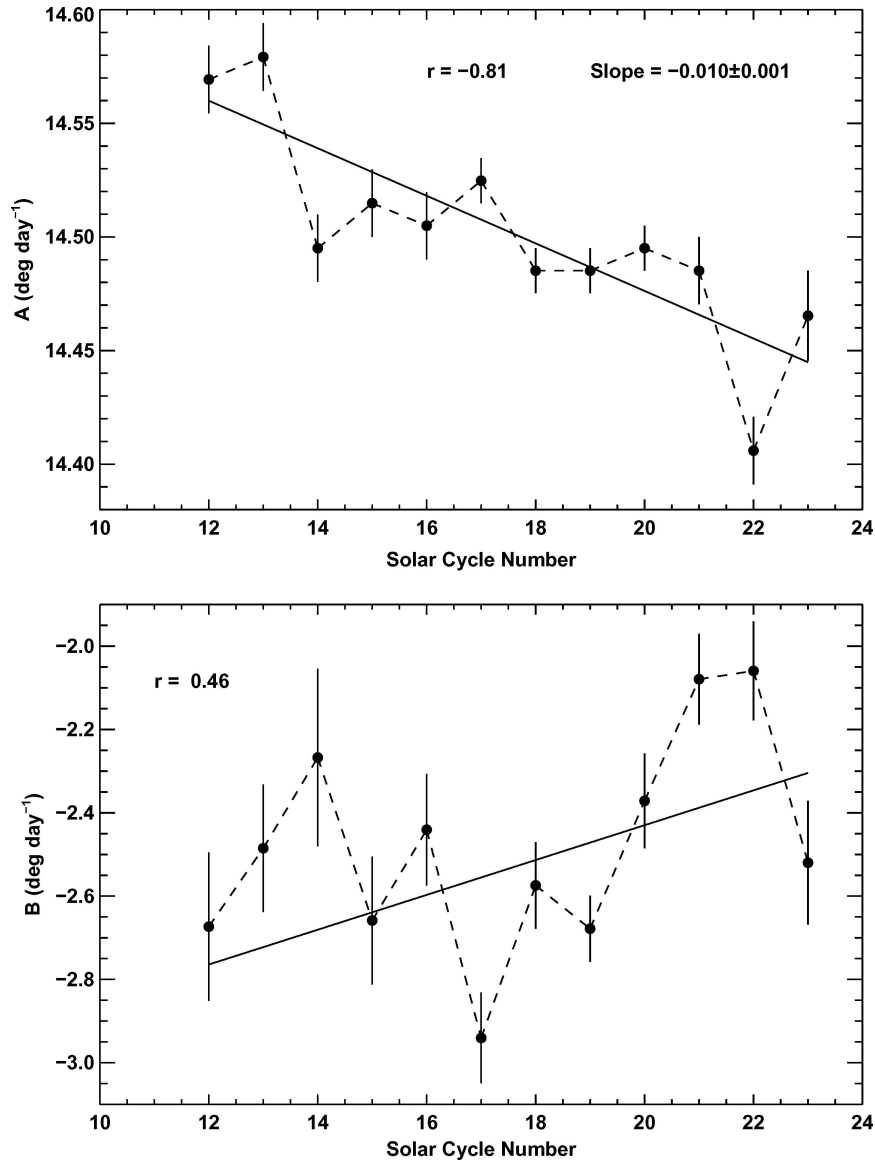 14.60
r = −0.81 Slope = −0.010±0.001
14.55
14.50
14.45
14.40
A (deg day⁻¹)
10 12 14 16 18 20 22 24
Solar Cycle Number
−2.0
r = 0.46
−2.2
−2.4
−2.6
−2.8
−3.0
B (deg day⁻¹)
10 12 14 16 18 20 22 24
Solar Cycle Number